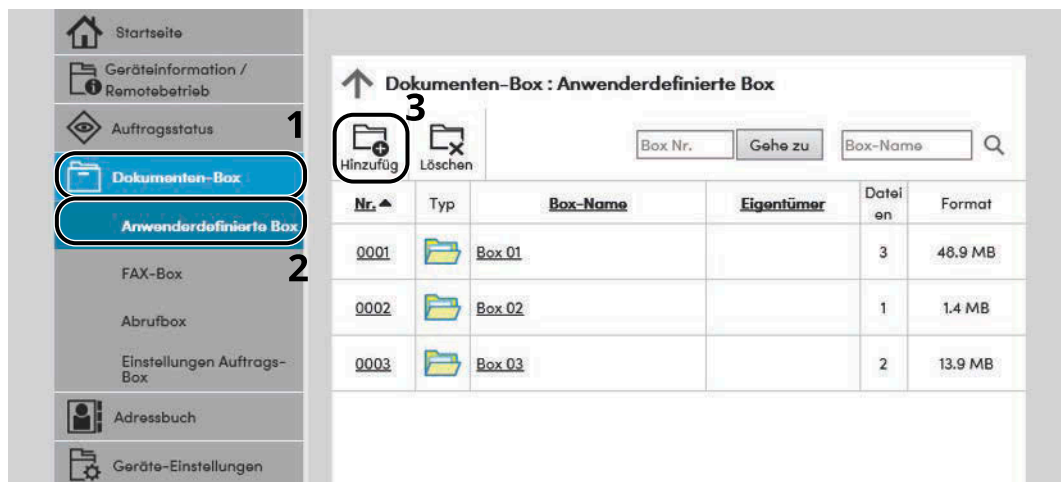 Startseite
Geräteinformation /
Remotebetrieb
Auftragsstatus
1
Dokumenten-Box
Anwenderdefinierte Box
2
FAX-Box
Abrufbox
Einstellungen Auftrags-
Box
Adressbuch
Geräte-Einstellungen
Dokumenten-Box : Anwenderdefinierte Box
3
Hinzufüg Löschen
Box Nr. Gehe zu Box-Name
Nr. Typ Box-Name Eigentümer Datei
en Format
0001 Box 01 3 48.9 MB
0002 Box 02 1 1.4 MB
0003 Box 03 2 13.9 MB